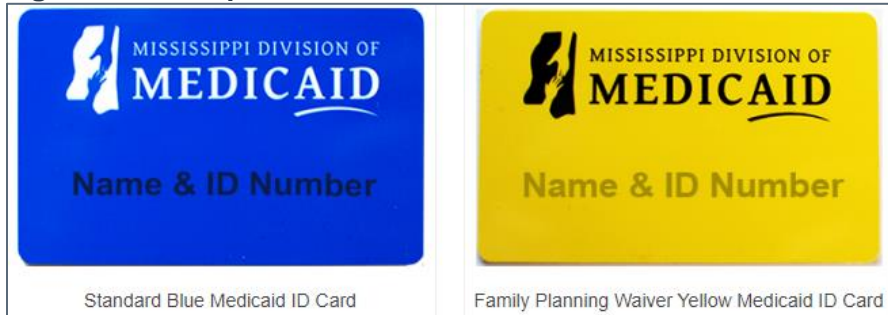 MISSISSIPPI DIVISION OF
MEDICAID
Name & ID Number
Standard Blue Medicaid ID Card
MISSISSIPPI DIVISION OF
MEDICAID
Name & ID Number
Family Planning Waiver Yellow Medicaid ID Card